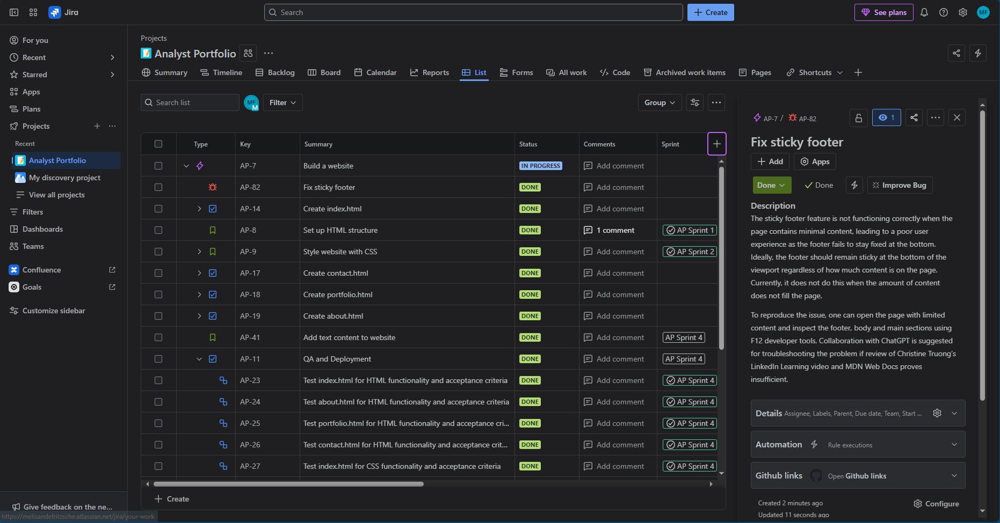 Jira
Search
Create
See plans
MF
For you
Recent
Starred
Apps
Plans
Projects
Recent
Analyst Portfolio
My discovery project
View all projects
Filters
Dashboards
Teams
Confluence
Goals
Customize sidebar
Give feedback on the ne...
https://melisandefritzsche.atlassian.net/jira/your-work
Projects
Analyst Portfolio
Summary Timeline Backlog Board Calendar Reports List Forms All work Code Archived work items Pages Shortcuts
Search list
MF
M
Filter
Group
Type Key Summary Status Comments Sprint
AP-7 Build a website IN PROGRESS Add comment
AP-82 Fix sticky footer DONE Add comment
AP-14 Create index.html DONE Add comment
AP-8 Set up HTML structure DONE 1 comment AP Sprint 1
AP-9 Style website with CSS DONE Add comment AP Sprint 2
AP-17 Create contact.html DONE Add comment
AP-18 Create portfolio.html DONE Add comment
AP-19 Create about.html DONE Add comment
AP-41 Add text content to website DONE Add comment AP Sprint 4
AP-11 QA and Deployment DONE Add comment AP Sprint 4
AP-23 Test index.html for HTML functionality and acceptance criteria DONE Add comment AP Sprint 4
AP-24 Test about.html for HTML functionality and acceptance criteria DONE Add comment AP Sprint 4
AP-25 Test portfolio.html for HTML functionality and acceptance cri... DONE Add comment AP Sprint 4
AP-26 Test contact.html for HTML functionality and acceptance crit... DONE Add comment AP Sprint 4
AP-27 Test index.html for CSS functionality and acceptance criteria DONE Add comment AP Sprint 4
Create
AP-7 / AP-82
1
Fix sticky footer
Add
Apps
Done
Done
Improve Bug
Description
The sticky footer feature is not functioning correctly when the
page contains minimal content, leading to a poor user
experience as the footer fails to stay fixed at the bottom.
Ideally, the footer should remain sticky at the bottom of the
viewport regardless of how much content is on the page.
Currently, it does not do this when the amount of content
does not fill the page.
To reproduce the issue, one can open the page with limited
content and inspect the footer, body and main sections using
F12 developer tools. Collaboration with ChatGPT is suggested
for troubleshooting the problem if review of Christine Truong's
LinkedIn Learning video and MDN Web Docs proves
insufficient.
Details Assignee, Labels, Parent, Due date, Team, Start ...
Automation Rule executions
Github links Open Github links
Created 2 minutes ago
Configure
Updated 11 seconds ago